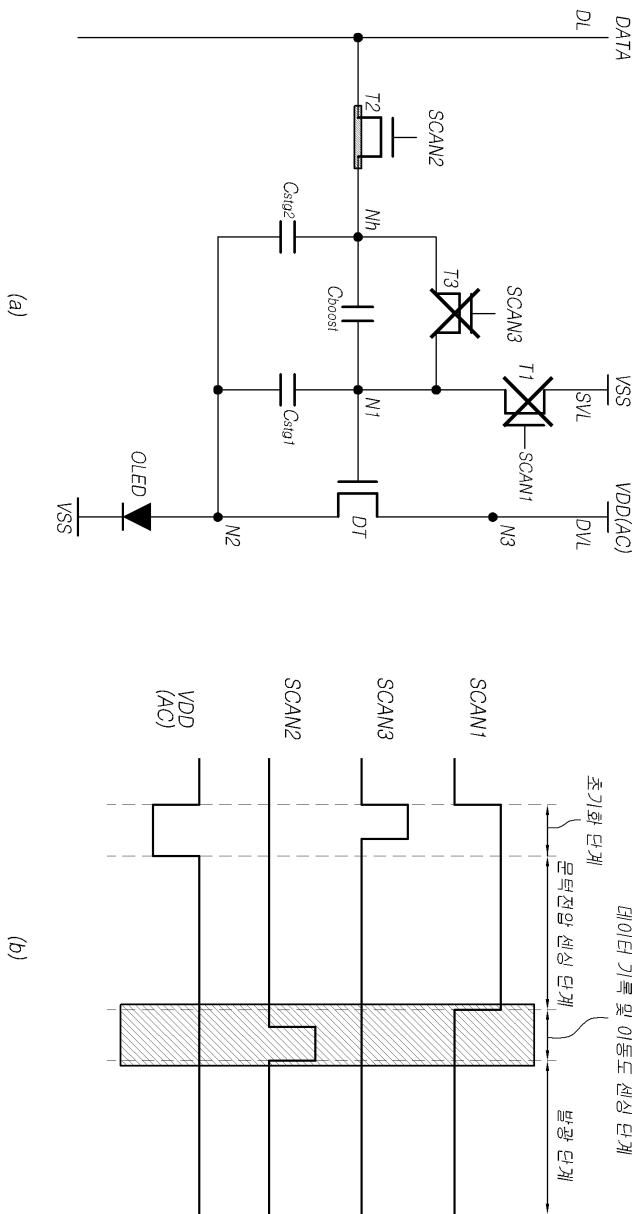 DATA
DL
SCAN2
T2
Nh
Cstg2
Cboost
SCAN3
T3
VSS
SVL
T1
SCAN1
N1
Cstg1
VDD(AC)
DVL
N3
DT
N2
OLED
VSS
(a)
초기화 단계
문턱전압 센싱 단계
데이터 기록 및 이동도 센싱 단계
발광 단계
SCAN1
SCAN3
SCAN2
VDD
(AC)
(b)